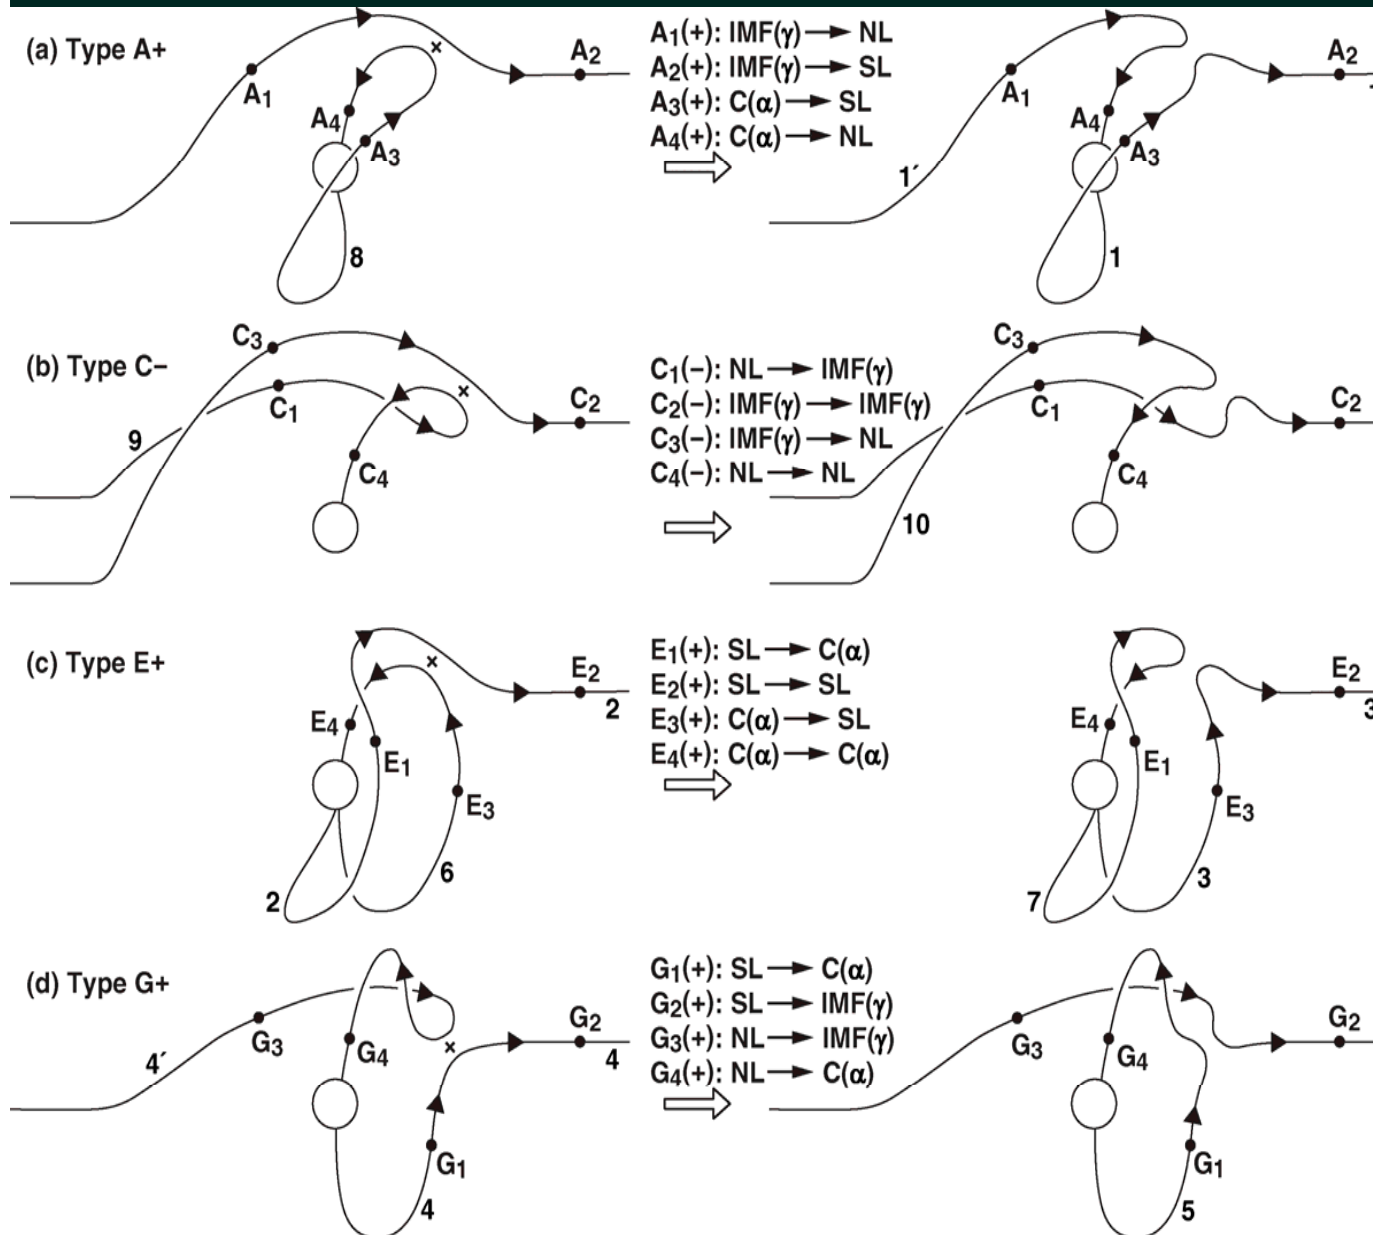 (a) Type A+
A1
A2
A3
A4
8
×
A1(+): IMF(γ) → NL
A2(+): IMF(γ) → SL
A3(+): C(α) → SL
A4(+): C(α) → NL
A1
A2
A3
A4
1´
1
(b) Type C–
C3
C1
C2
C4
9
×
C1(–): NL → IMF(γ)
C2(–): IMF(γ) → IMF(γ)
C3(–): IMF(γ) → NL
C4(–): NL → NL
C3
C1
C2
C4
10
(c) Type E+
E2
2
E4
E1
E3
2
6
×
E1(+): SL → C(α)
E2(+): SL → SL
E3(+): C(α) → SL
E4(+): C(α) → C(α)
E2
3
E4
E1
E3
7
3
(d) Type G+
G3
G4
G2
4
4´
G1
4
×
G1(+): SL → C(α)
G2(+): SL → IMF(γ)
G3(+): NL → IMF(γ)
G4(+): NL → C(α)
G3
G4
G2
G1
5